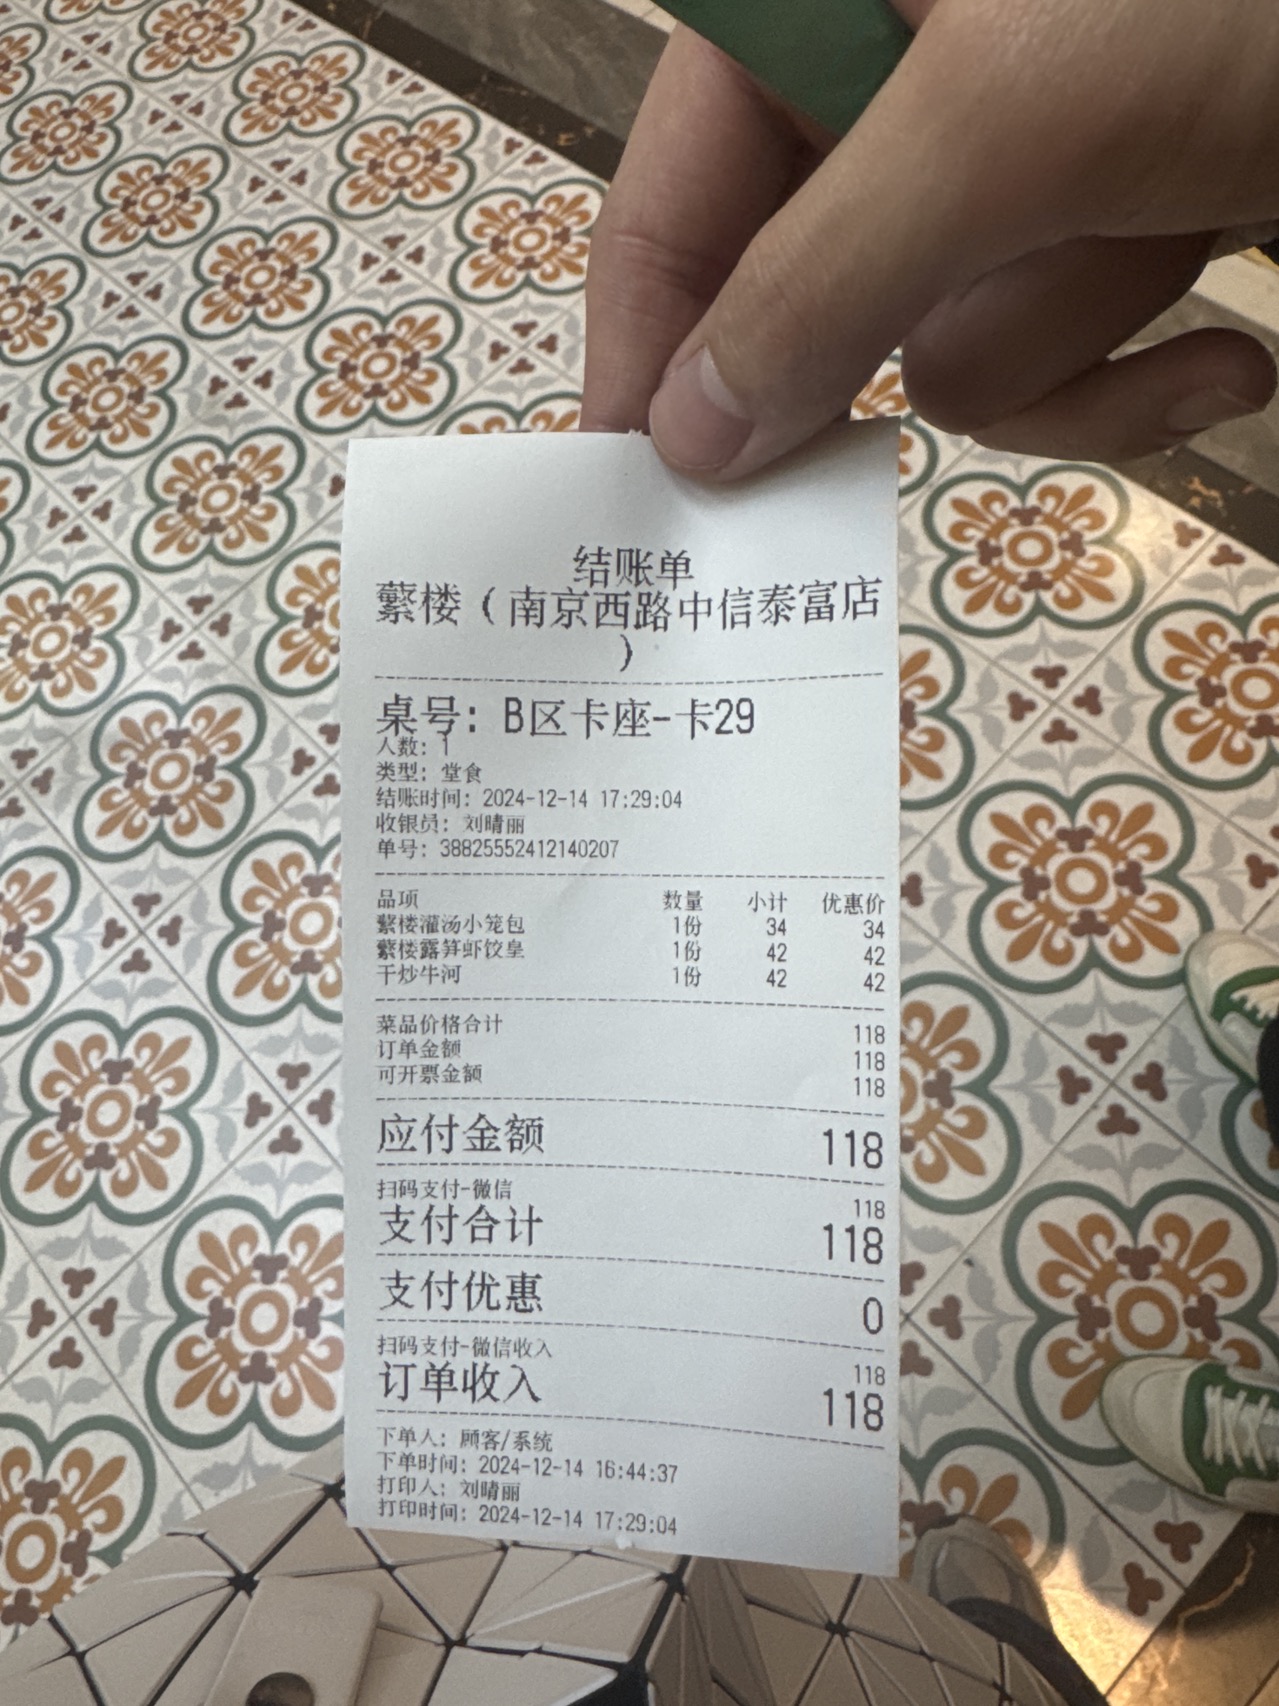 结账单
蘩楼（南京西路中信泰富店
）
桌号：B区卡座-卡29
人数：1
类型：堂食
结账时间：2024-12-14 17:29:04
收银员：刘晴丽
单号：38825552412140207
品项 数量 小计 优惠价
蘩楼灌汤小笼包 1份 34 34
蘩楼露笋虾饺皇 1份 42 42
干炒牛河 1份 42 42
菜品价格合计 118
订单金额 118
可开票金额 118
应付金额 118
扫码支付-微信 118
支付合计 118
支付优惠 0
扫码支付-微信收入 118
订单收入 118
下单人：顾客/系统
下单时间：2024-12-14 16:44:37
打印人：刘晴丽
打印时间：2024-12-14 17:29:04